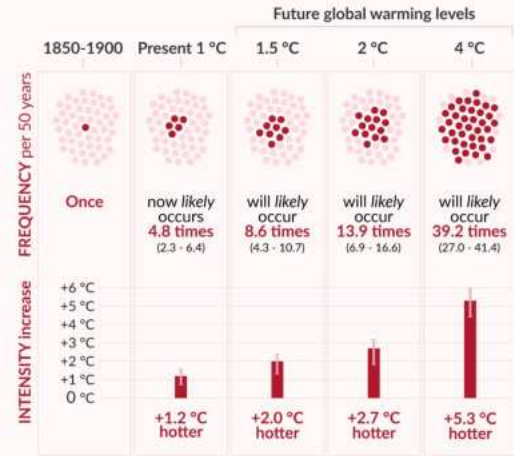 Future global warming levels
1850-1900 Present 1 °C 1.5 °C 2 °C 4 °C
FREQUENCY per 50 years
Once
now likely
occurs
4.8 times
(2.3 - 6.4)
will likely
occur
8.6 times
(4.3 - 10.7)
will likely
occur
13.9 times
(6.9 - 16.6)
will likely
occur
39.2 times
(27.0 - 41.4)
INTENSITY increase
+6 °C
+5 °C
+4 °C
+3 °C
+2 °C
+1 °C
0 °C
+1.2 °C
hotter
+2.0 °C
hotter
+2.7 °C
hotter
+5.3 °C
hotter